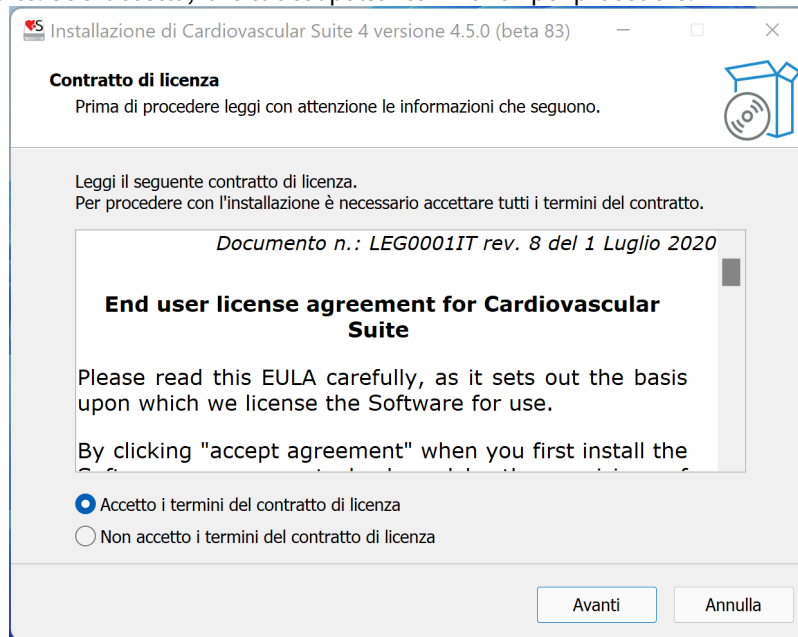 Installazione di Cardiovascular Suite 4 versione 4.5.0 (beta 83)
Contratto di licenza
Prima di procedere leggi con attenzione le informazioni che seguono.
Leggi il seguente contratto di licenza.
Per procedere con l'installazione è necessario accettare tutti i termini del contratto.
Documento n.: LEG0001IT rev. 8 del 1 Luglio 2020
End user license agreement for Cardiovascular
Suite
Please read this EULA carefully, as it sets out the basis
upon which we license the Software for use.
By clicking "accept agreement" when you first install the
Accetto i termini del contratto di licenza
Non accetto i termini del contratto di licenza
Avanti
Annulla